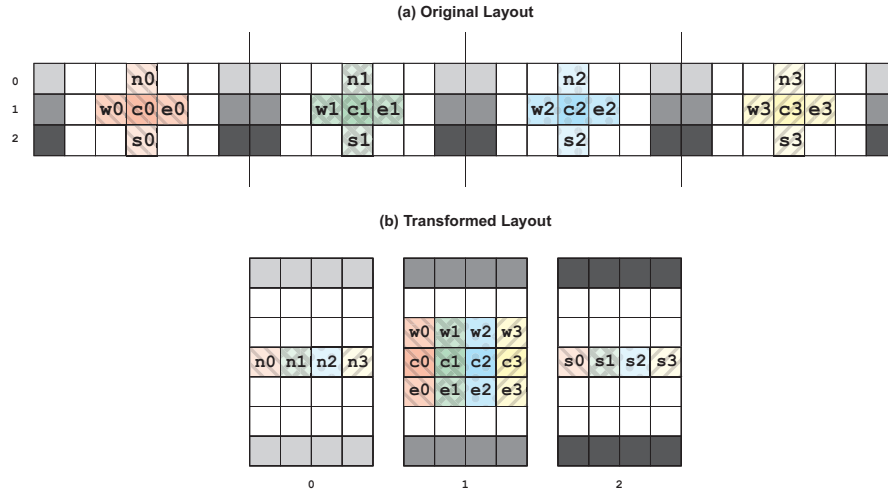 (a) Original Layout
0 n0 n1 n2 n3
1 w0 c0 e0 w1 c1 e1 w2 c2 e2 w3 c3 e3
2 s0 s1 s2 s3
(b) Transformed Layout
w0 w1 w2 w3
n0 n1 n2 n3 c0 c1 c2 c3 s0 s1 s2 s3
e0 e1 e2 e3
0 1 2